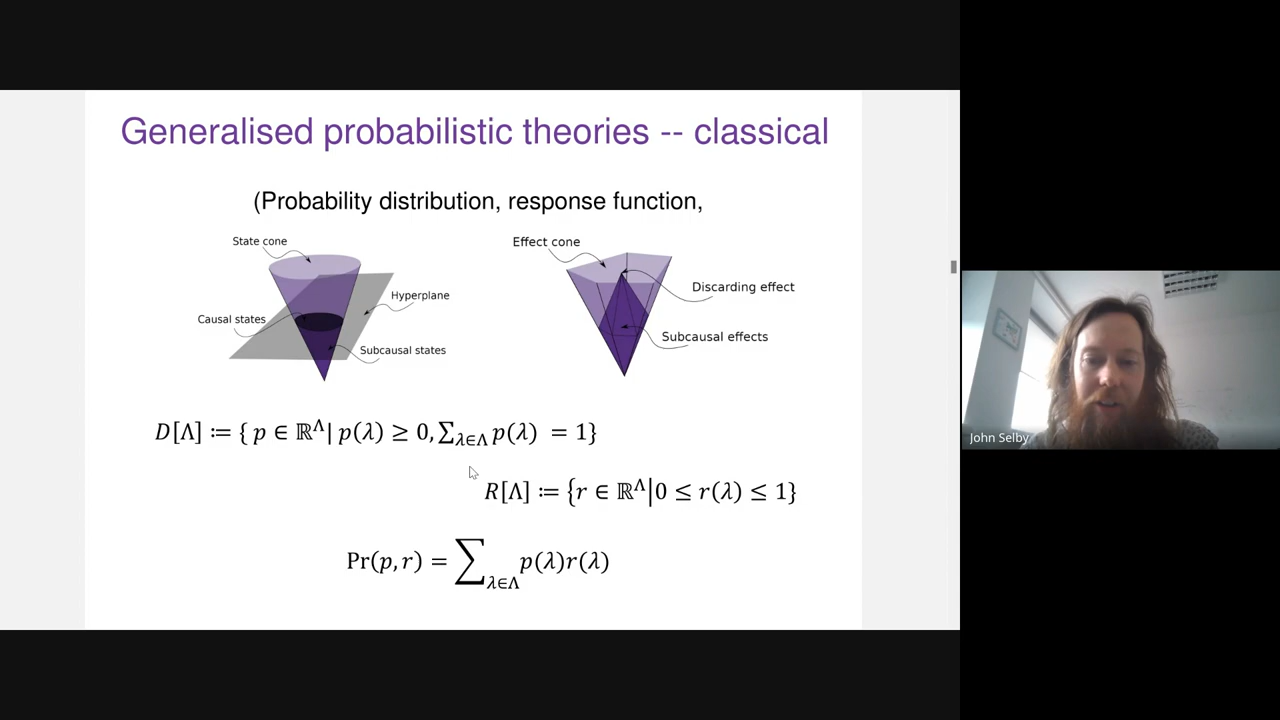 Generalised probabilistic theories -- classical
(Probability distribution, response function,
State cone
Hyperplane
Causal states
Subcausal states
Effect cone
Discarding effect
Subcausal effects
D[Λ] ≔ { p ∈ ℝ^Λ | p(λ) ≥ 0, ∑_{λ∈Λ} p(λ) = 1}
R[Λ] ≔ {r ∈ ℝ^Λ | 0 ≤ r(λ) ≤ 1}
Pr(p, r) = ∑_{λ∈Λ} p(λ)r(λ)
John Selby